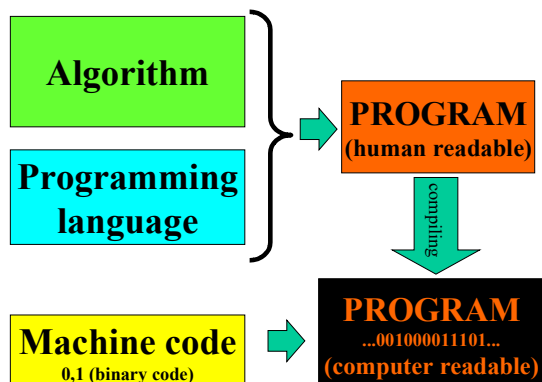 Algorithm
PROGRAM
(human readable)
Programming
language
compiling
PROGRAM
...001000011101...
(computer readable)
Machine code
0,1 (binary code)